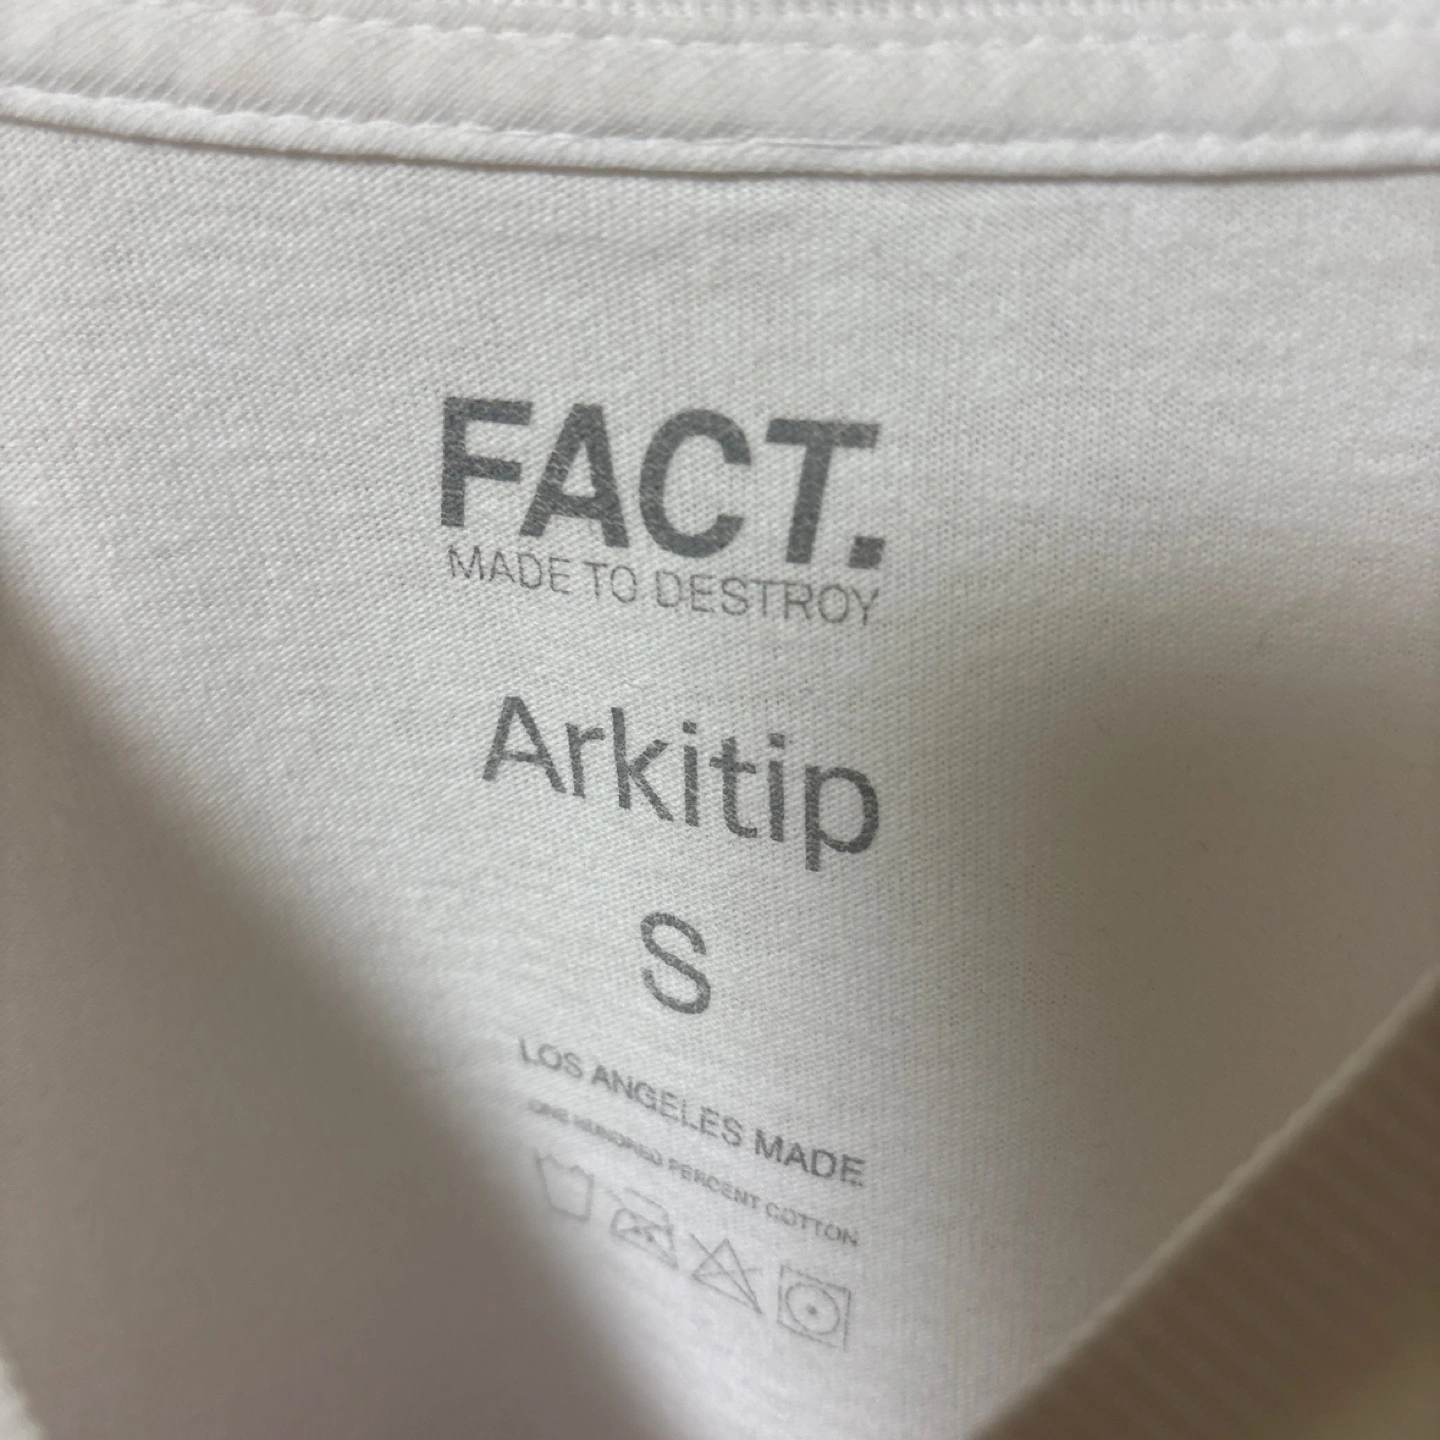 FACT.
MADE TO DESTROY.
Arkitip
S
LOS ANGELES MADE
ONE HUNDRED PERCENT COTTON